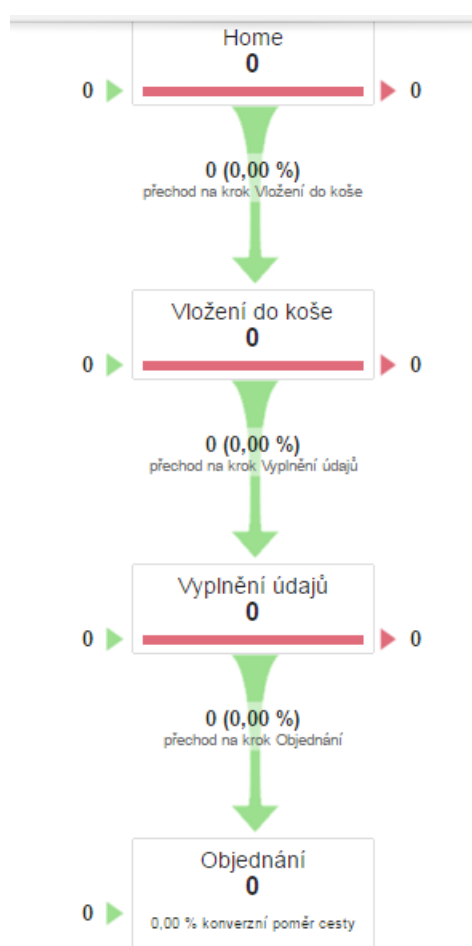 Home
0
0 0
0 (0,00 %)
přechod na krok Vložení do koše
Vložení do koše
0
0 0
0 (0,00 %)
přechod na krok Vyplnění údajů
Vyplnění údajů
0
0 0
0 (0,00 %)
přechod na krok Objednání
Objednání
0
0
0,00 % konverzní poměr cesty